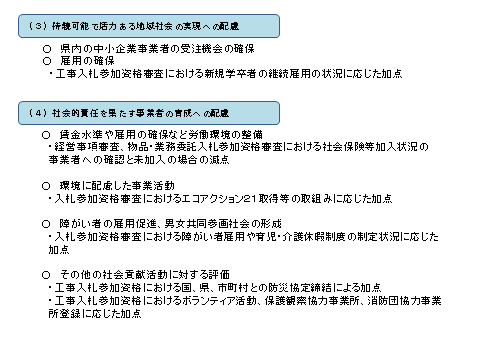 （３）持続可能で活力ある地域社会の実現への配慮
○　県内の中小企業事業者の受注機会の確保
○　雇用の確保
・工事入札参加資格審査における新規学卒者の継続雇用の状況に応じた加点
（４）社会的責任を果たす事業者の育成への配慮
○　賃金水準や雇用の確保など労働環境の整備
・経営事項審査、物品・業務委託入札参加資格審査における社会保険等加入状況の
事業者への確認と未加入の場合の減点
○　環境に配慮した事業活動
・入札参加資格審査におけるエコアクション２１取得等の取組みに応じた加点
○　障がい者の雇用促進、男女共同参画社会の形成
・入札参加資格審査における障がい者雇用や育児・介護休暇制度の制定状況に応じた
加点
○　その他の社会貢献活動に対する評価
・工事入札参加資格における国、県、市町村との防災協定締結による加点
・工事入札参加資格におけるボランティア活動、保護観察協力事業所、消防団協力事業
所登録に応じた加点